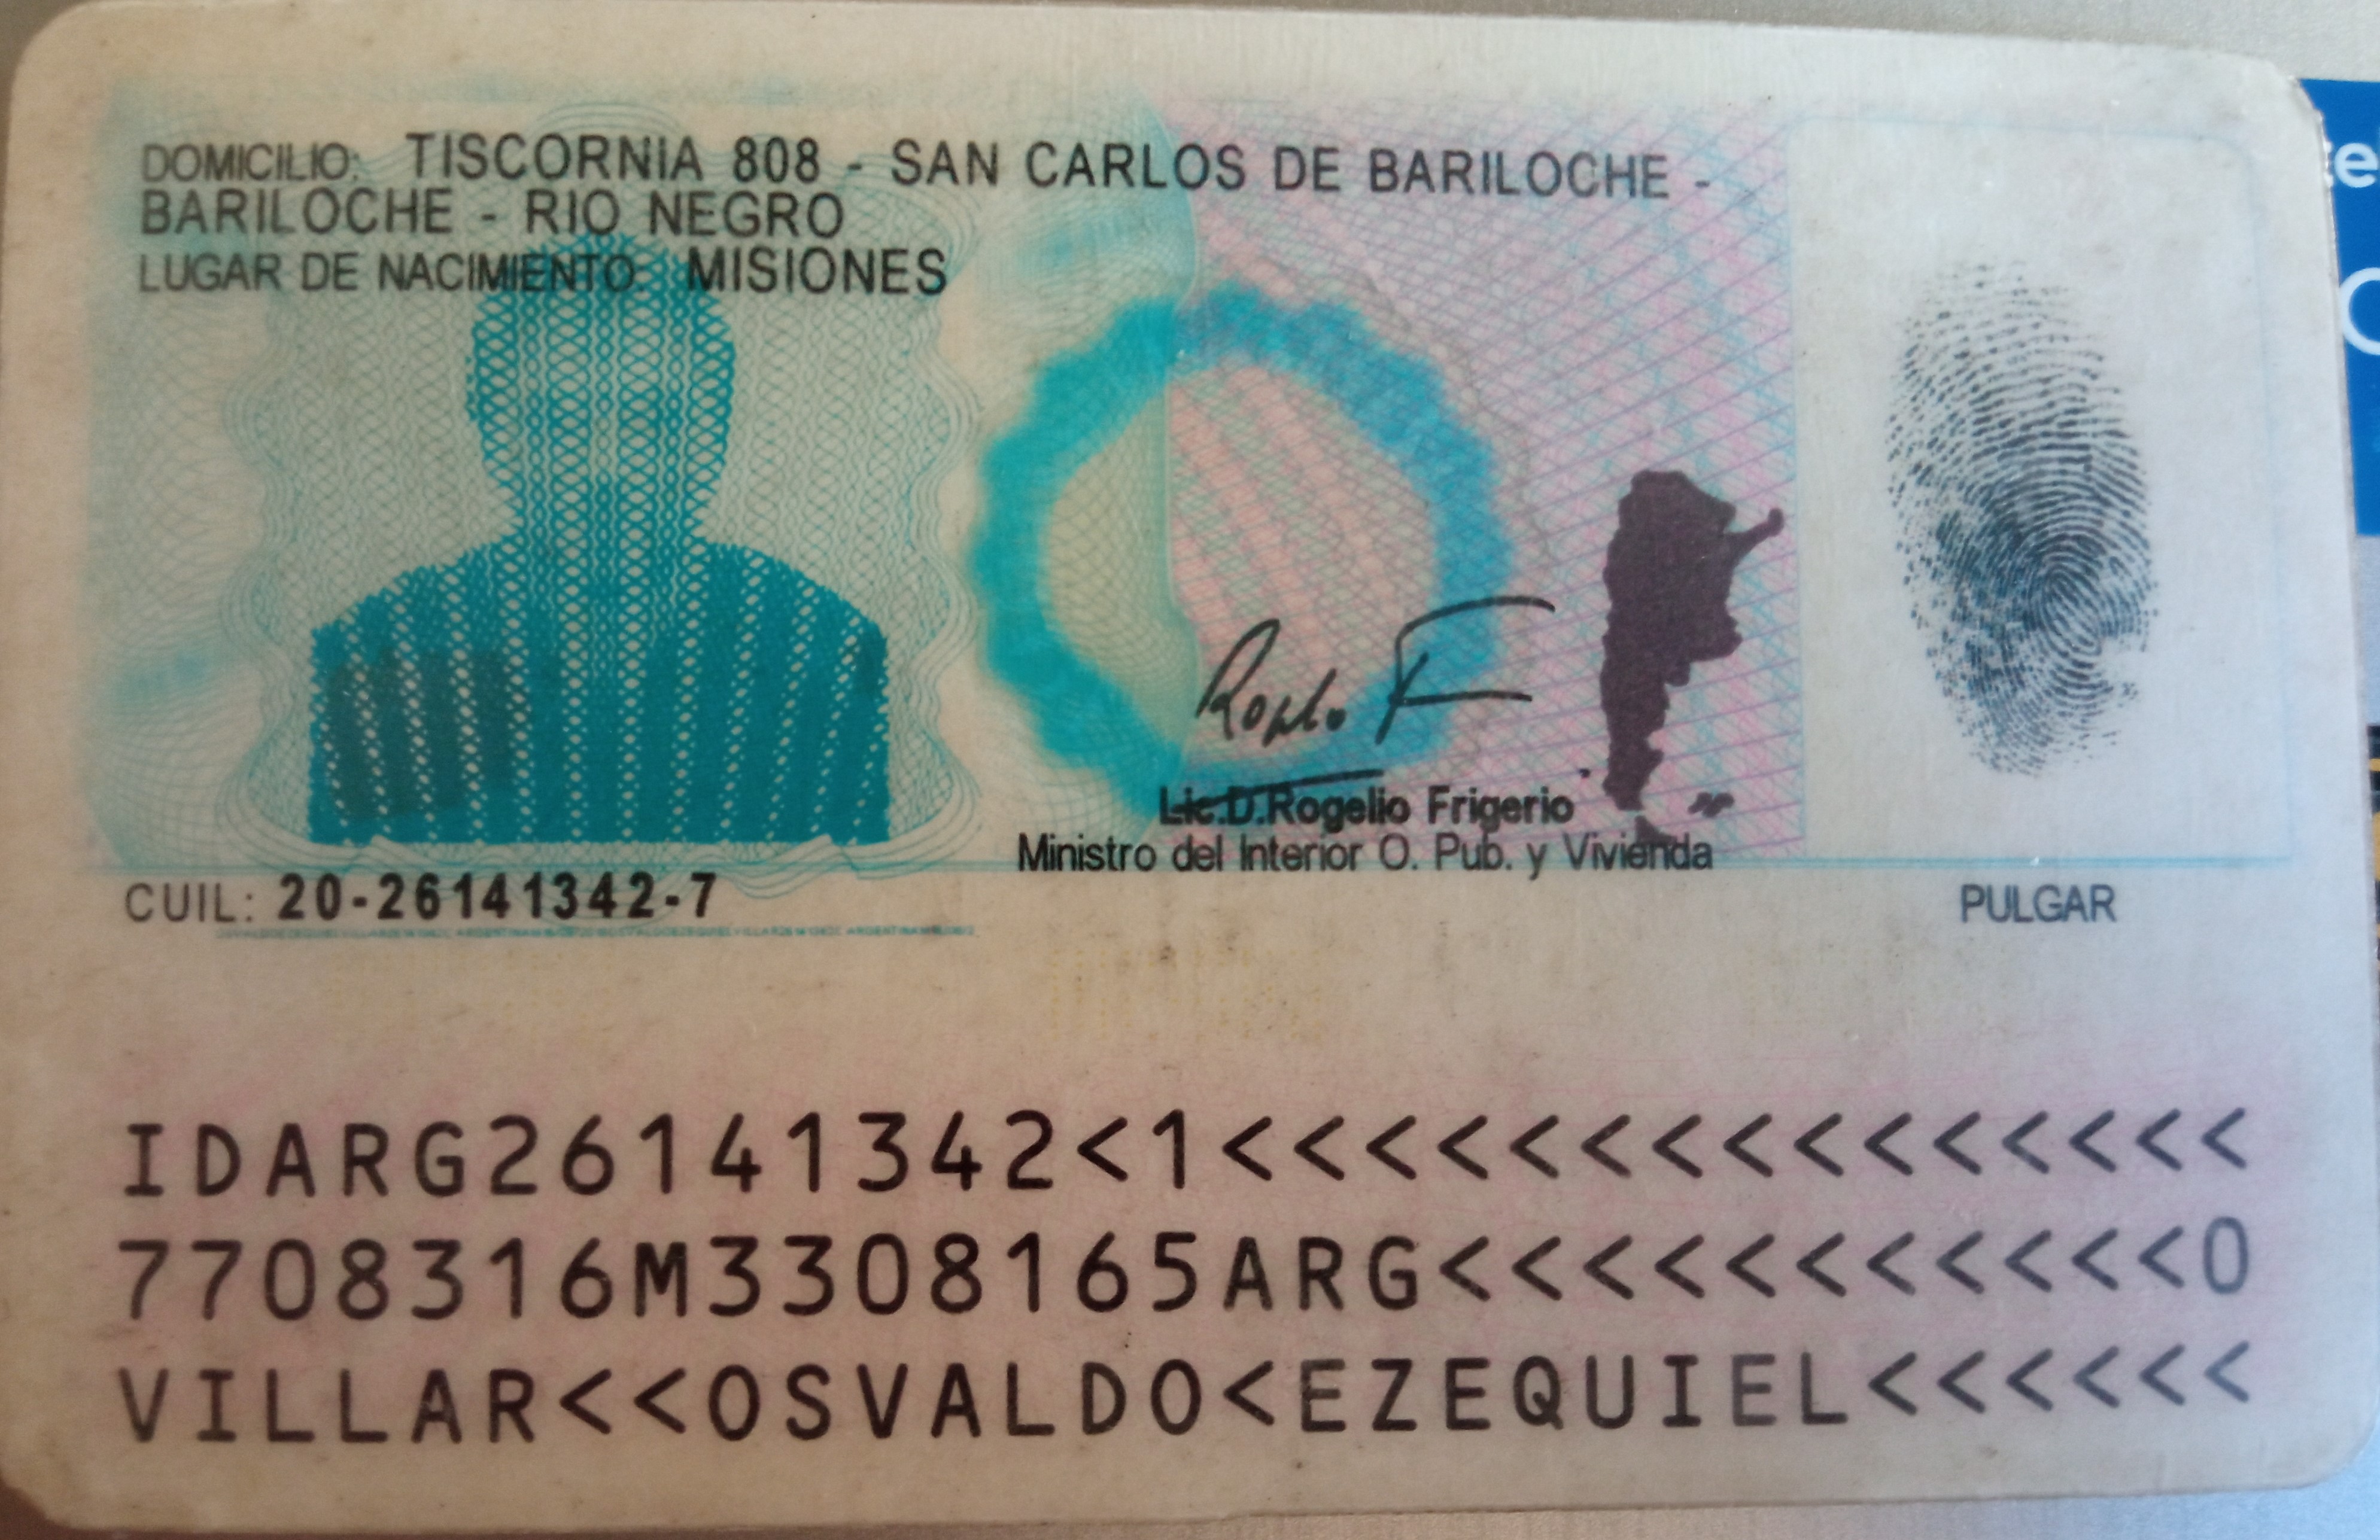 DOMICILIO: TISCORNIA 808 - SAN CARLOS DE BARILOCHE -
BARILOCHE - RIO NEGRO
LUGAR DE NACIMIENTO: MISIONES
Lic.D.Rogelio Frigerio
Ministro del Interior O. Pub. y Vivienda
CUIL: 20-26141342-7
PULGAR
IDARG26141342<1<<<<<<<<<<<<<<<
7708316M3308165ARG<<<<<<<<<<<0
VILLAR<<OSVALDO<EZEQUIEL<<<<<<